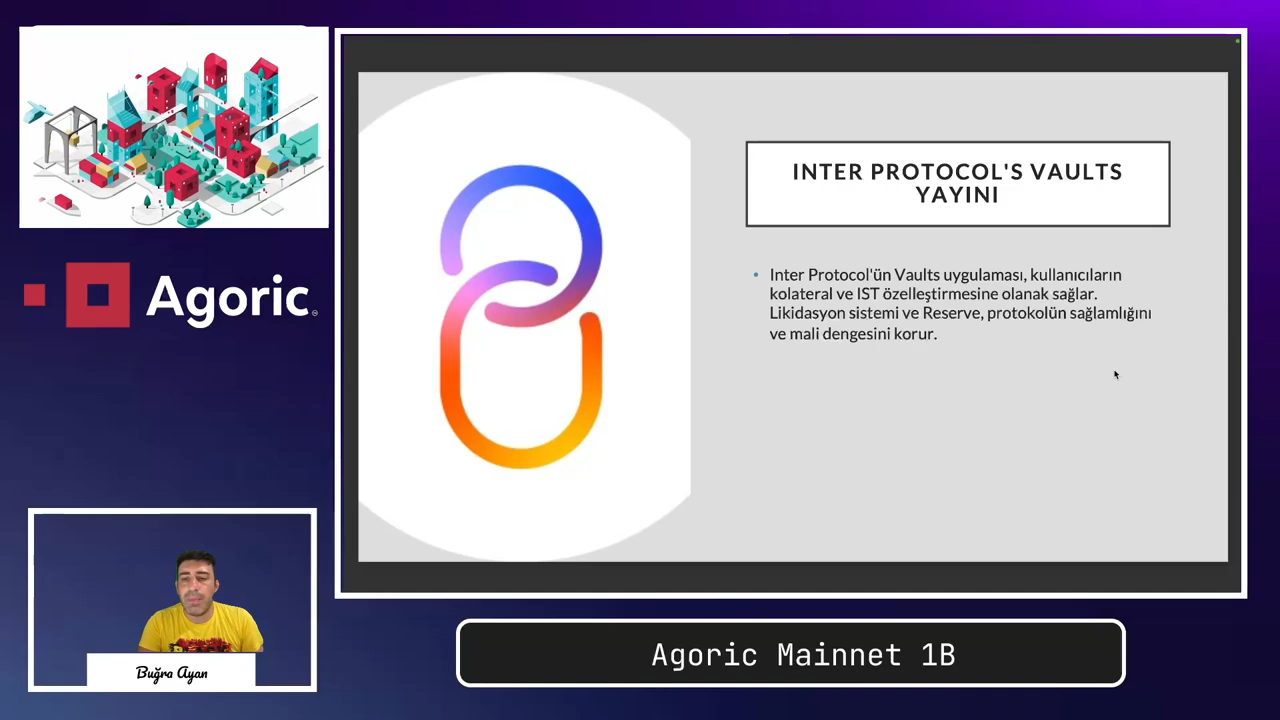 Agoric
INTER PROTOCOL'S VAULTS
YAYINI
• Inter Protocol'ün Vaults uygulaması, kullanıcıların
kolateral ve IST özelleştirmesine olanak sağlar.
Likidasyon sistemi ve Reserve, protokolün sağlamlığını
ve mali dengesini korur.
Buğra Ayan
Agoric Mainnet 1B